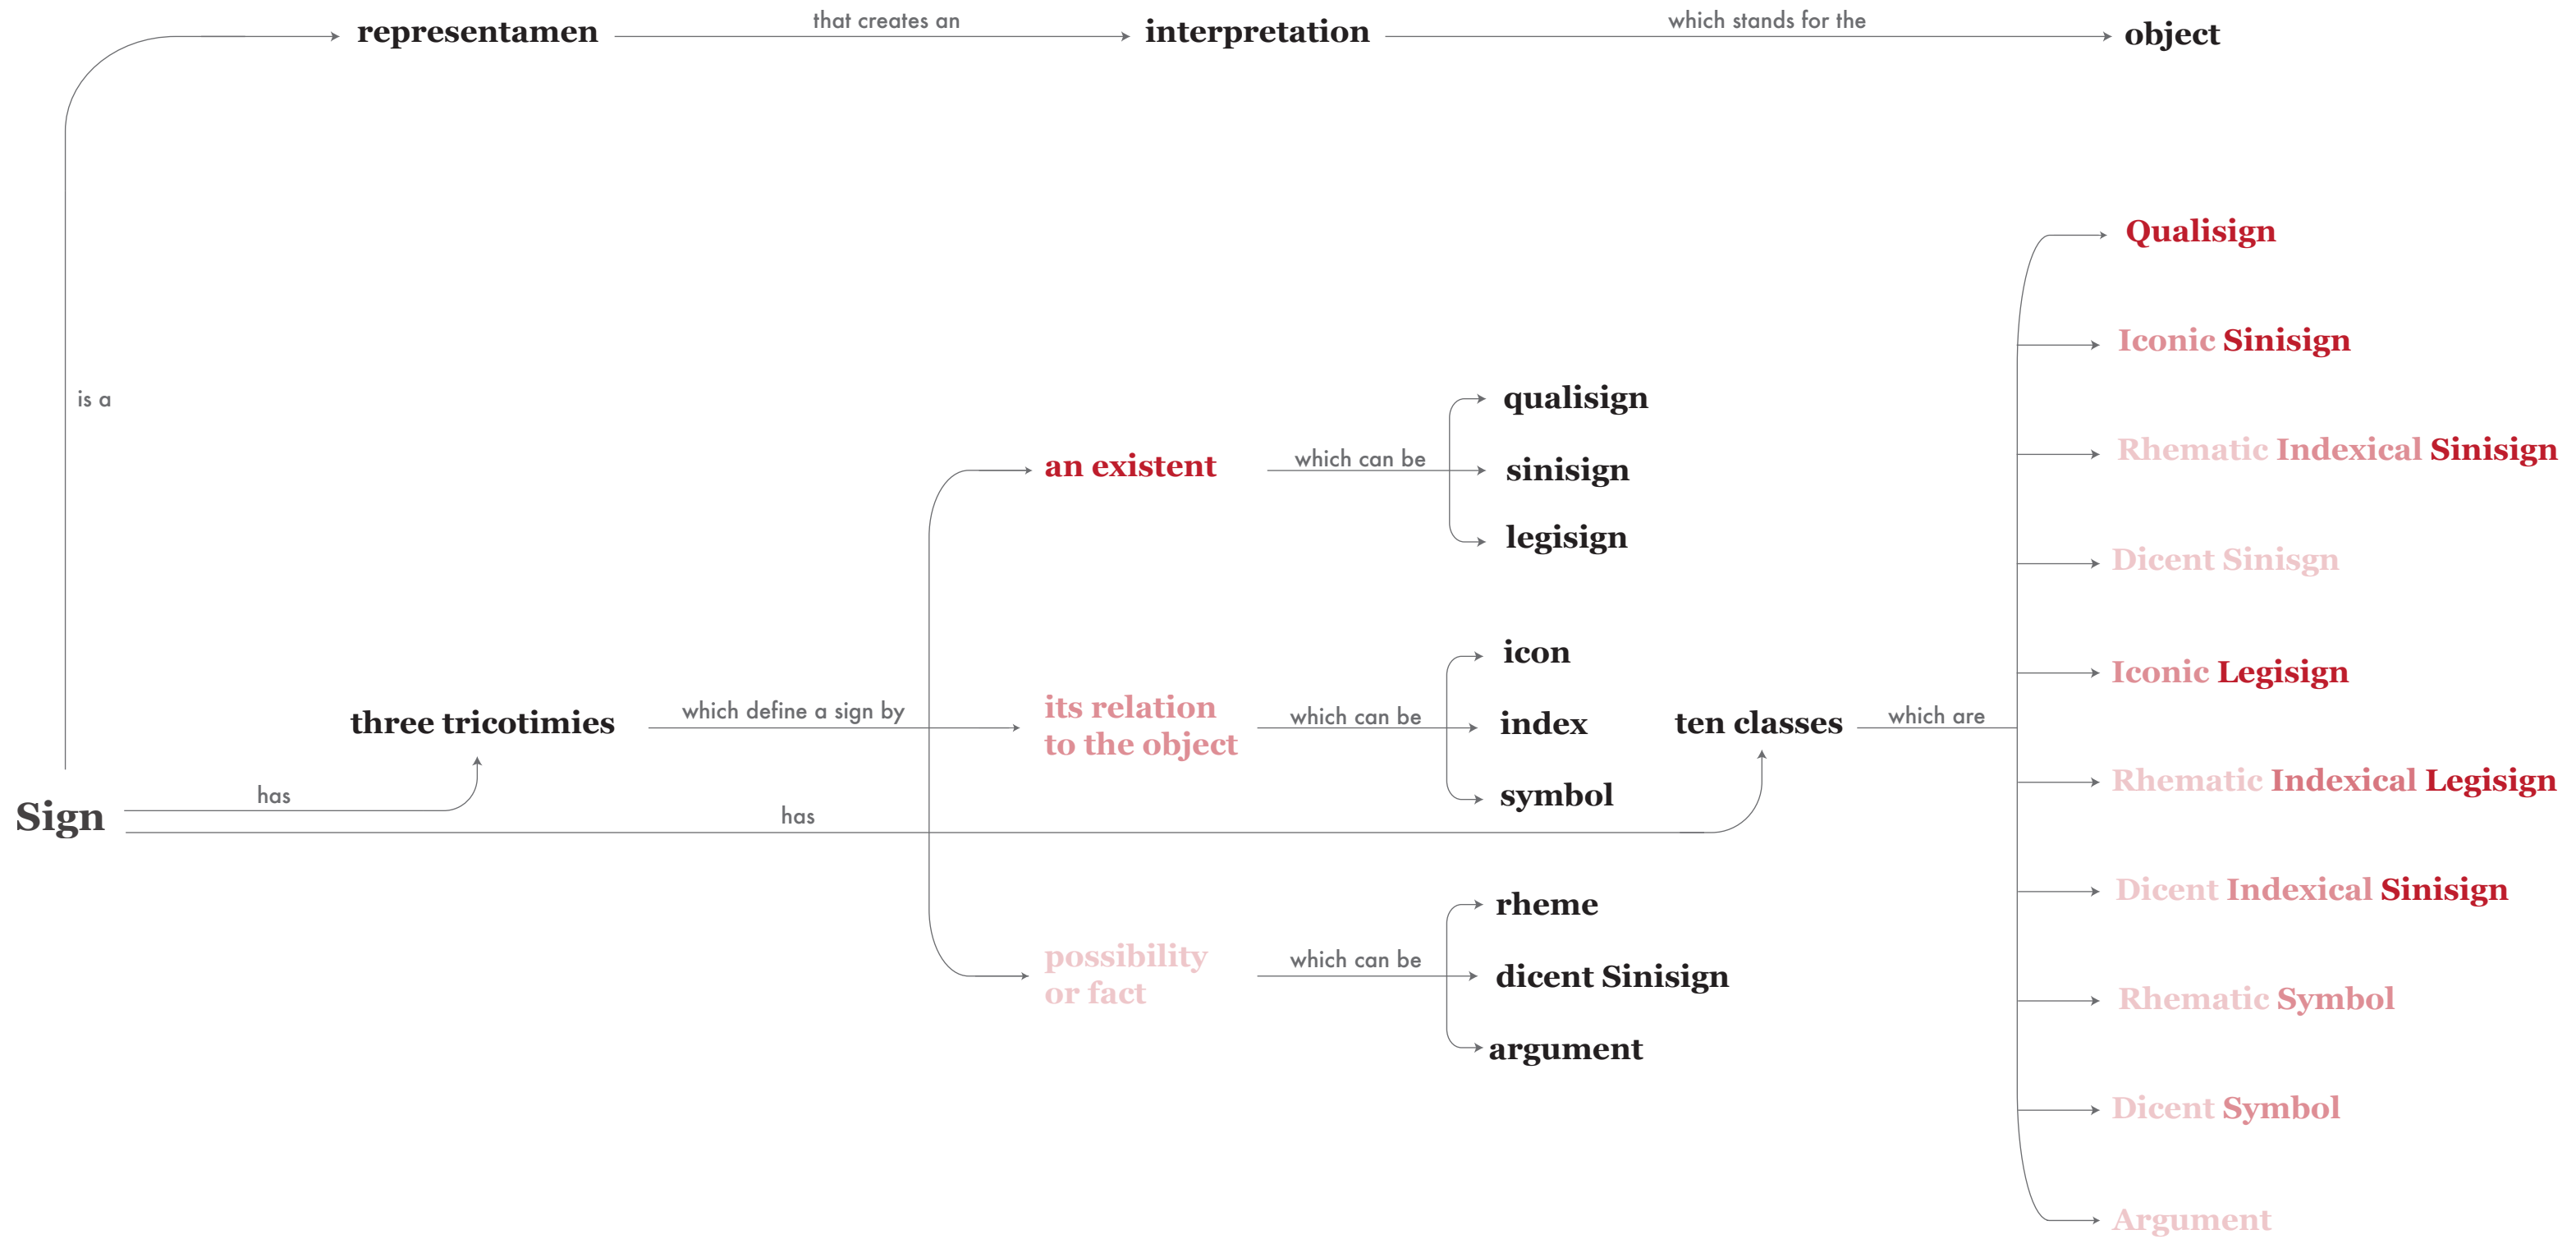 representamen
that creates an
interpretation
which stands for the
object
is a
Sign
has
three tricotimies
which define a sign by
an existent
which can be
qualisign
sinisign
legisign
its relation
to the object
which can be
icon
index
symbol
possibility
or fact
which can be
rheme
dicent Sinisign
argument
has
ten classes
which are
Qualisign
Iconic Sinisign
Rhematic Indexical Sinisign
Dicent Sinisgn
Iconic Legisign
Rhematic Indexical Legisign
Dicent Indexical Sinisign
Rhematic Symbol
Dicent Symbol
Argument